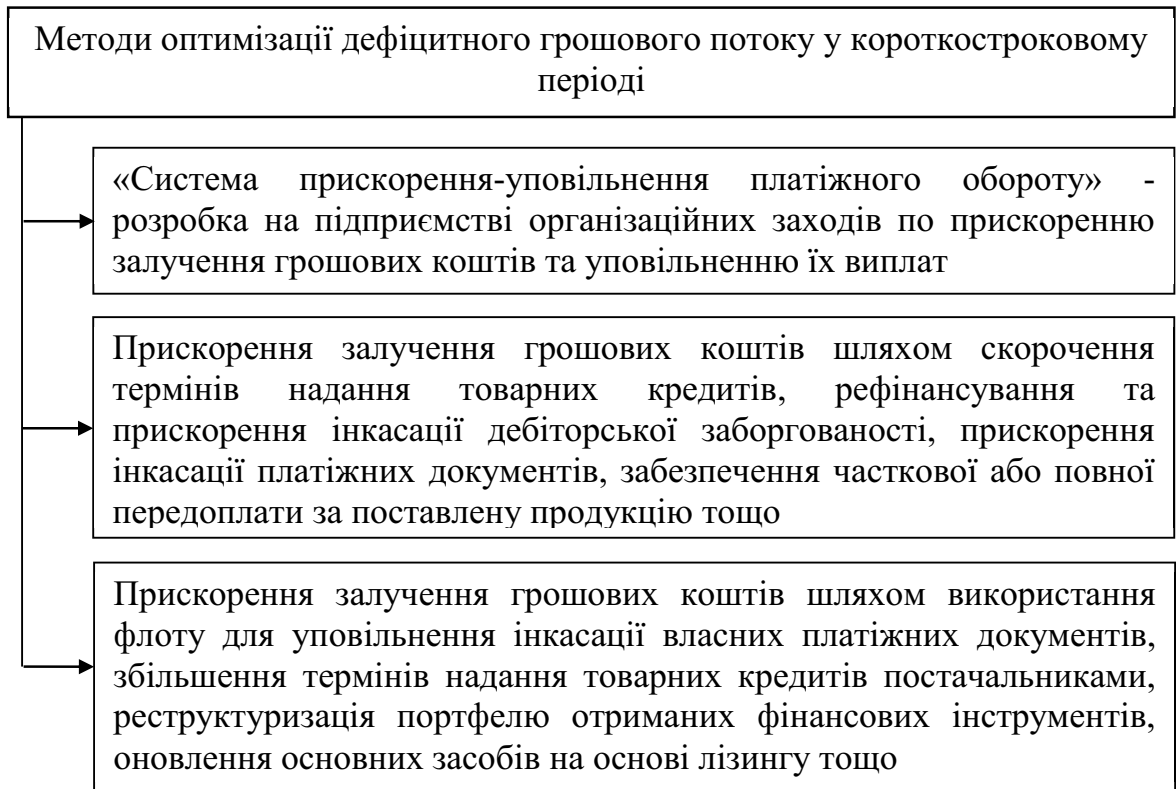 Методи оптимізації дефіцитного грошового потоку у короткостроковому
періоді
«Система прискорення-уповільнення платіжного обороту» -
розробка на підприємстві організаційних заходів по прискоренню
залучення грошових коштів та уповільненню їх виплат
Прискорення залучення грошових коштів шляхом скорочення
термінів надання товарних кредитів, рефінансування та
прискорення інкасації дебіторської заборгованості, прискорення
інкасації платіжних документів, забезпечення часткової або повної
передоплати за поставлену продукцію тощо
Прискорення залучення грошових коштів шляхом використання
флоту для уповільнення інкасації власних платіжних документів,
збільшення термінів надання товарних кредитів постачальниками,
реструктуризація портфелю отриманих фінансових інструментів,
оновлення основних засобів на основі лізингу тощо